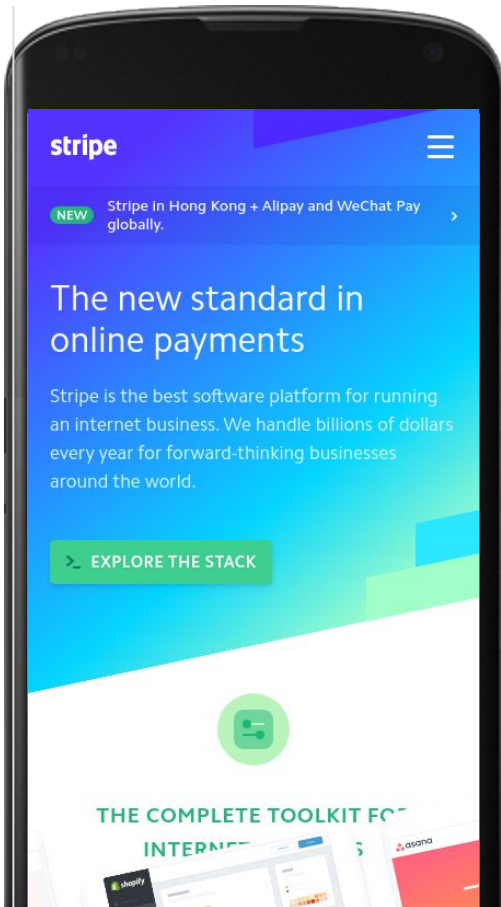 stripe
NEW
Stripe in Hong Kong + Alipay and WeChat Pay
globally.
The new standard in
online payments
Stripe is the best software platform for running
an internet business. We handle billions of dollars
every year for forward-thinking businesses
around the world.
>_ EXPLORE THE STACK
THE COMPLETE TOOLKIT
shopify
asana